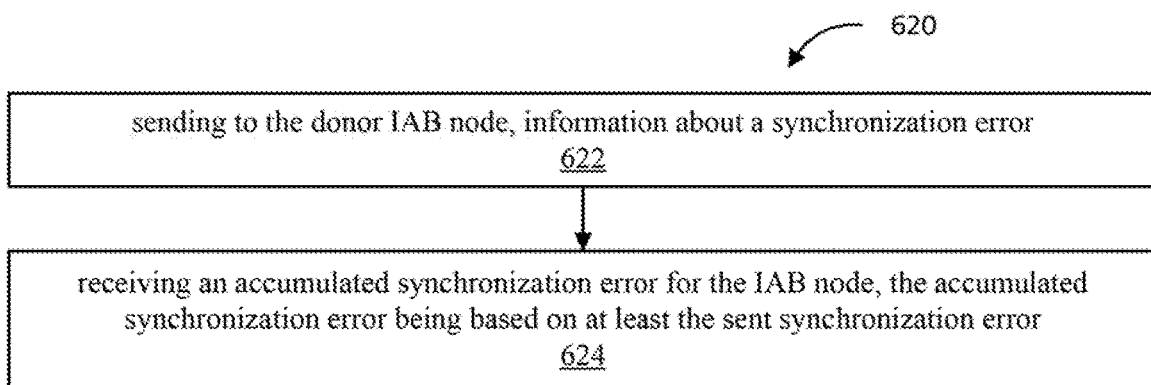 620
sending to the donor IAB node, information about a synchronization error
622
receiving an accumulated synchronization error for the IAB node, the accumulated
synchronization error being based on at least the sent synchronization error
624